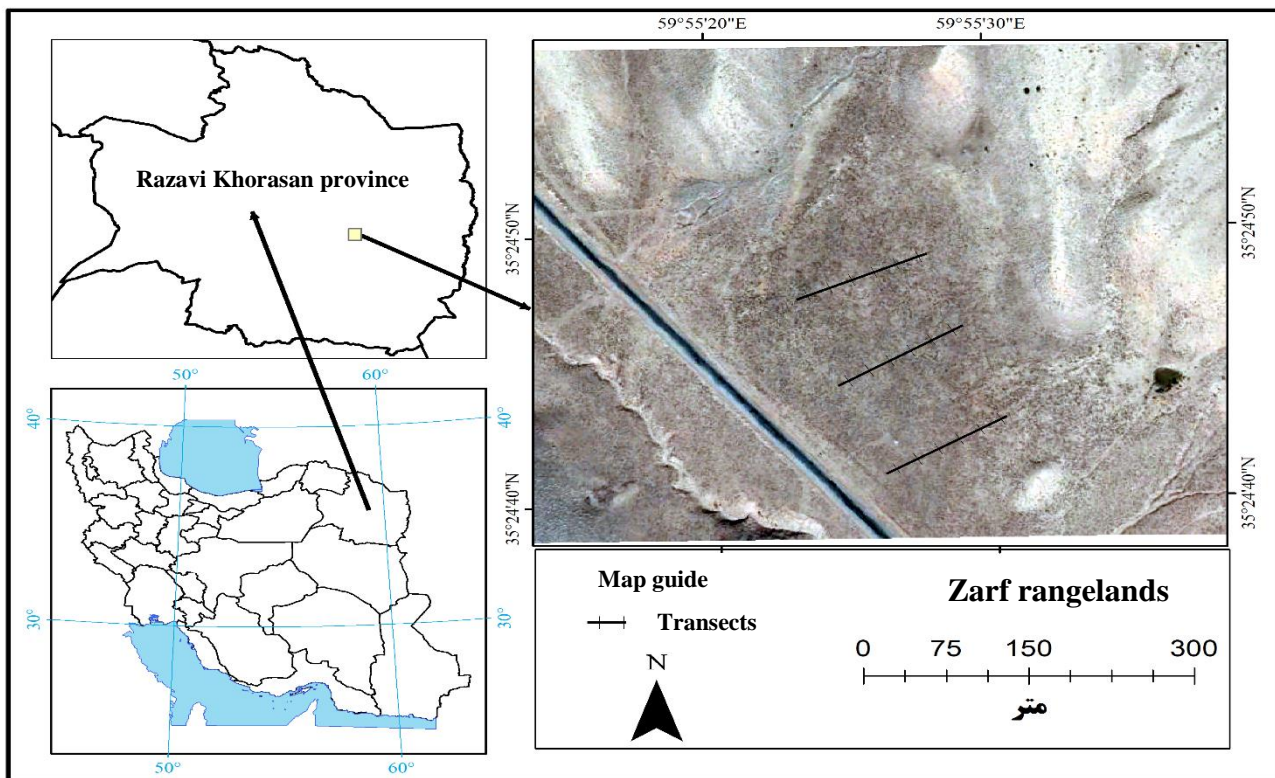 59°55'20"E 59°55'30"E
Razavi Khorasan province
35°24'50"N
35°24'50"N
35°24'40"N
35°24'40"N
50° 60°
40°
40°
30°
30°
50° 60°
Map guide
Transects
N
Zarf rangelands
0 75 150 300
متر